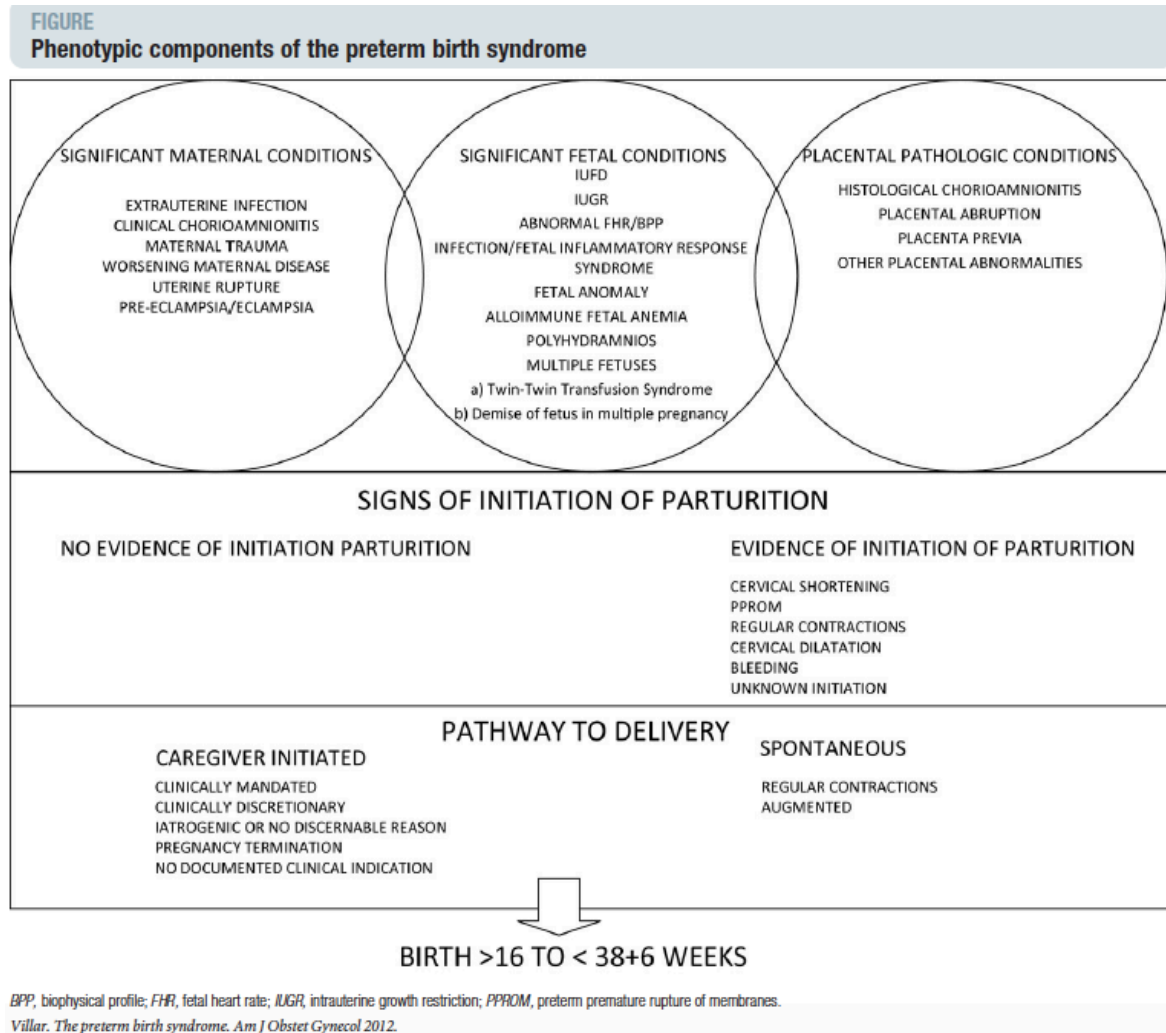 FIGURE
Phenotypic components of the preterm birth syndrome
SIGNIFICANT MATERNAL CONDITIONS
EXTRAUTERINE INFECTION
CLINICAL CHORIOAMNIONITIS
MATERNAL TRAUMA
WORSENING MATERNAL DISEASE
UTERINE RUPTURE
PRE-ECLAMPSIA/ECLAMPSIA
SIGNIFICANT FETAL CONDITIONS
IUFD
IUGR
ABNORMAL FHR/BPP
INFECTION/FETAL INFLAMMATORY RESPONSE
SYNDROME
FETAL ANOMALY
ALLOIMMUNE FETAL ANEMIA
POLYHYDRAMNIOS
MULTIPLE FETUSES
a) Twin-Twin Transfusion Syndrome
b) Demise of fetus in multiple pregnancy
PLACENTAL PATHOLOGIC CONDITIONS
HISTOLOGICAL CHORIOAMNIONITIS
PLACENTAL ABRUPTION
PLACENTA PREVIA
OTHER PLACENTAL ABNORMALITIES
SIGNS OF INITIATION OF PARTURITION
NO EVIDENCE OF INITIATION PARTURITION
EVIDENCE OF INITIATION OF PARTURITION
CERVICAL SHORTENING
PPROM
REGULAR CONTRACTIONS
CERVICAL DILATATION
BLEEDING
UNKNOWN INITIATION
PATHWAY TO DELIVERY
CAREGIVER INITIATED
CLINICALLY MANDATED
CLINICALLY DISCRETIONARY
IATROGENIC OR NO DISCERNABLE REASON
PREGNANCY TERMINATION
NO DOCUMENTED CLINICAL INDICATION
SPONTANEOUS
REGULAR CONTRACTIONS
AUGMENTED
BIRTH >16 TO < 38+6 WEEKS
BPP, biophysical profile; FHR, fetal heart rate; IUGR, intrauterine growth restriction; PPROM, preterm premature rupture of membranes.
Villar. The preterm birth syndrome. Am J Obstet Gynecol 2012.